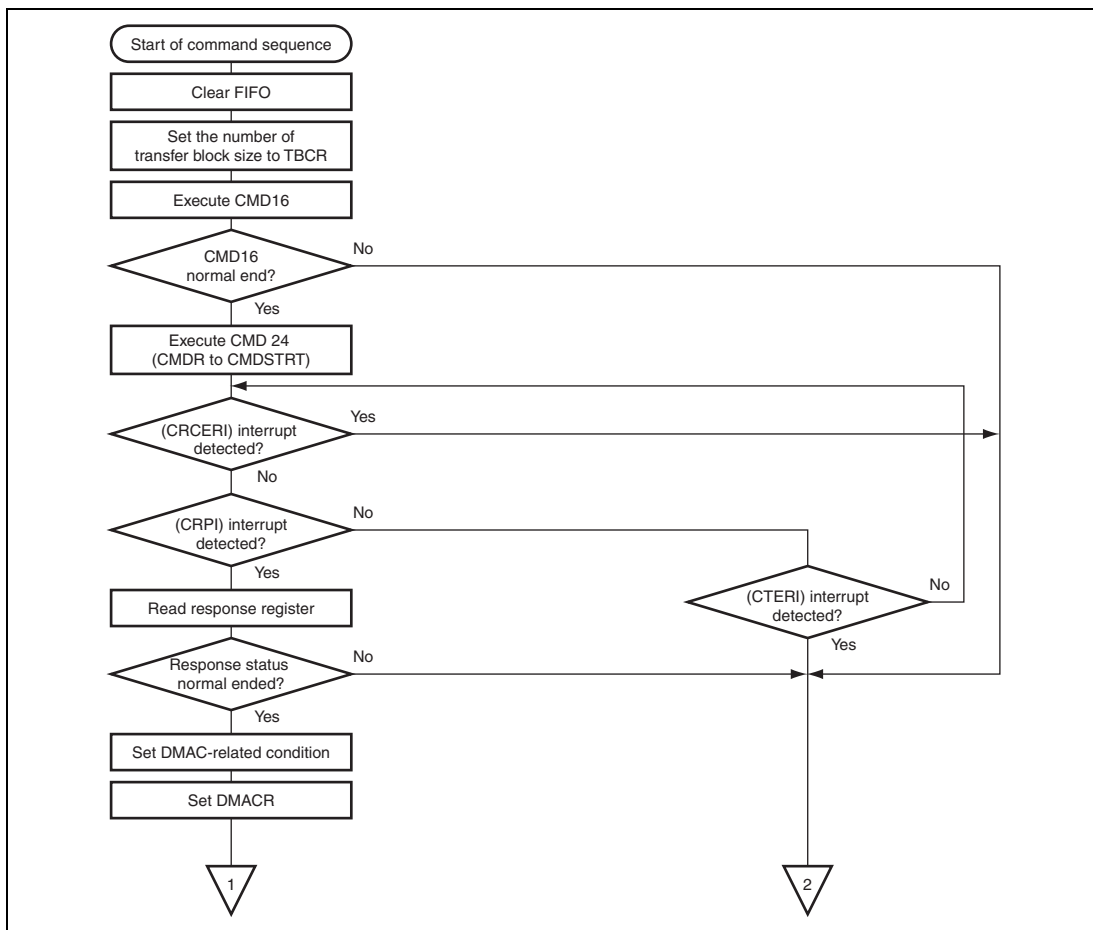 Start of command sequence
Clear FIFO
Set the number of
transfer block size to TBCR
Execute CMD16
CMD16
normal end?
No
Yes
Execute CMD 24
(CMDR to CMDSTRT)
(CRCERI) interrupt
detected?
Yes
No
(CRPI) interrupt
detected?
No
Yes
(CTERI) interrupt
detected?
No
Yes
Read response register
Response status
normal ended?
No
Yes
Set DMAC-related condition
Set DMACR
1
2